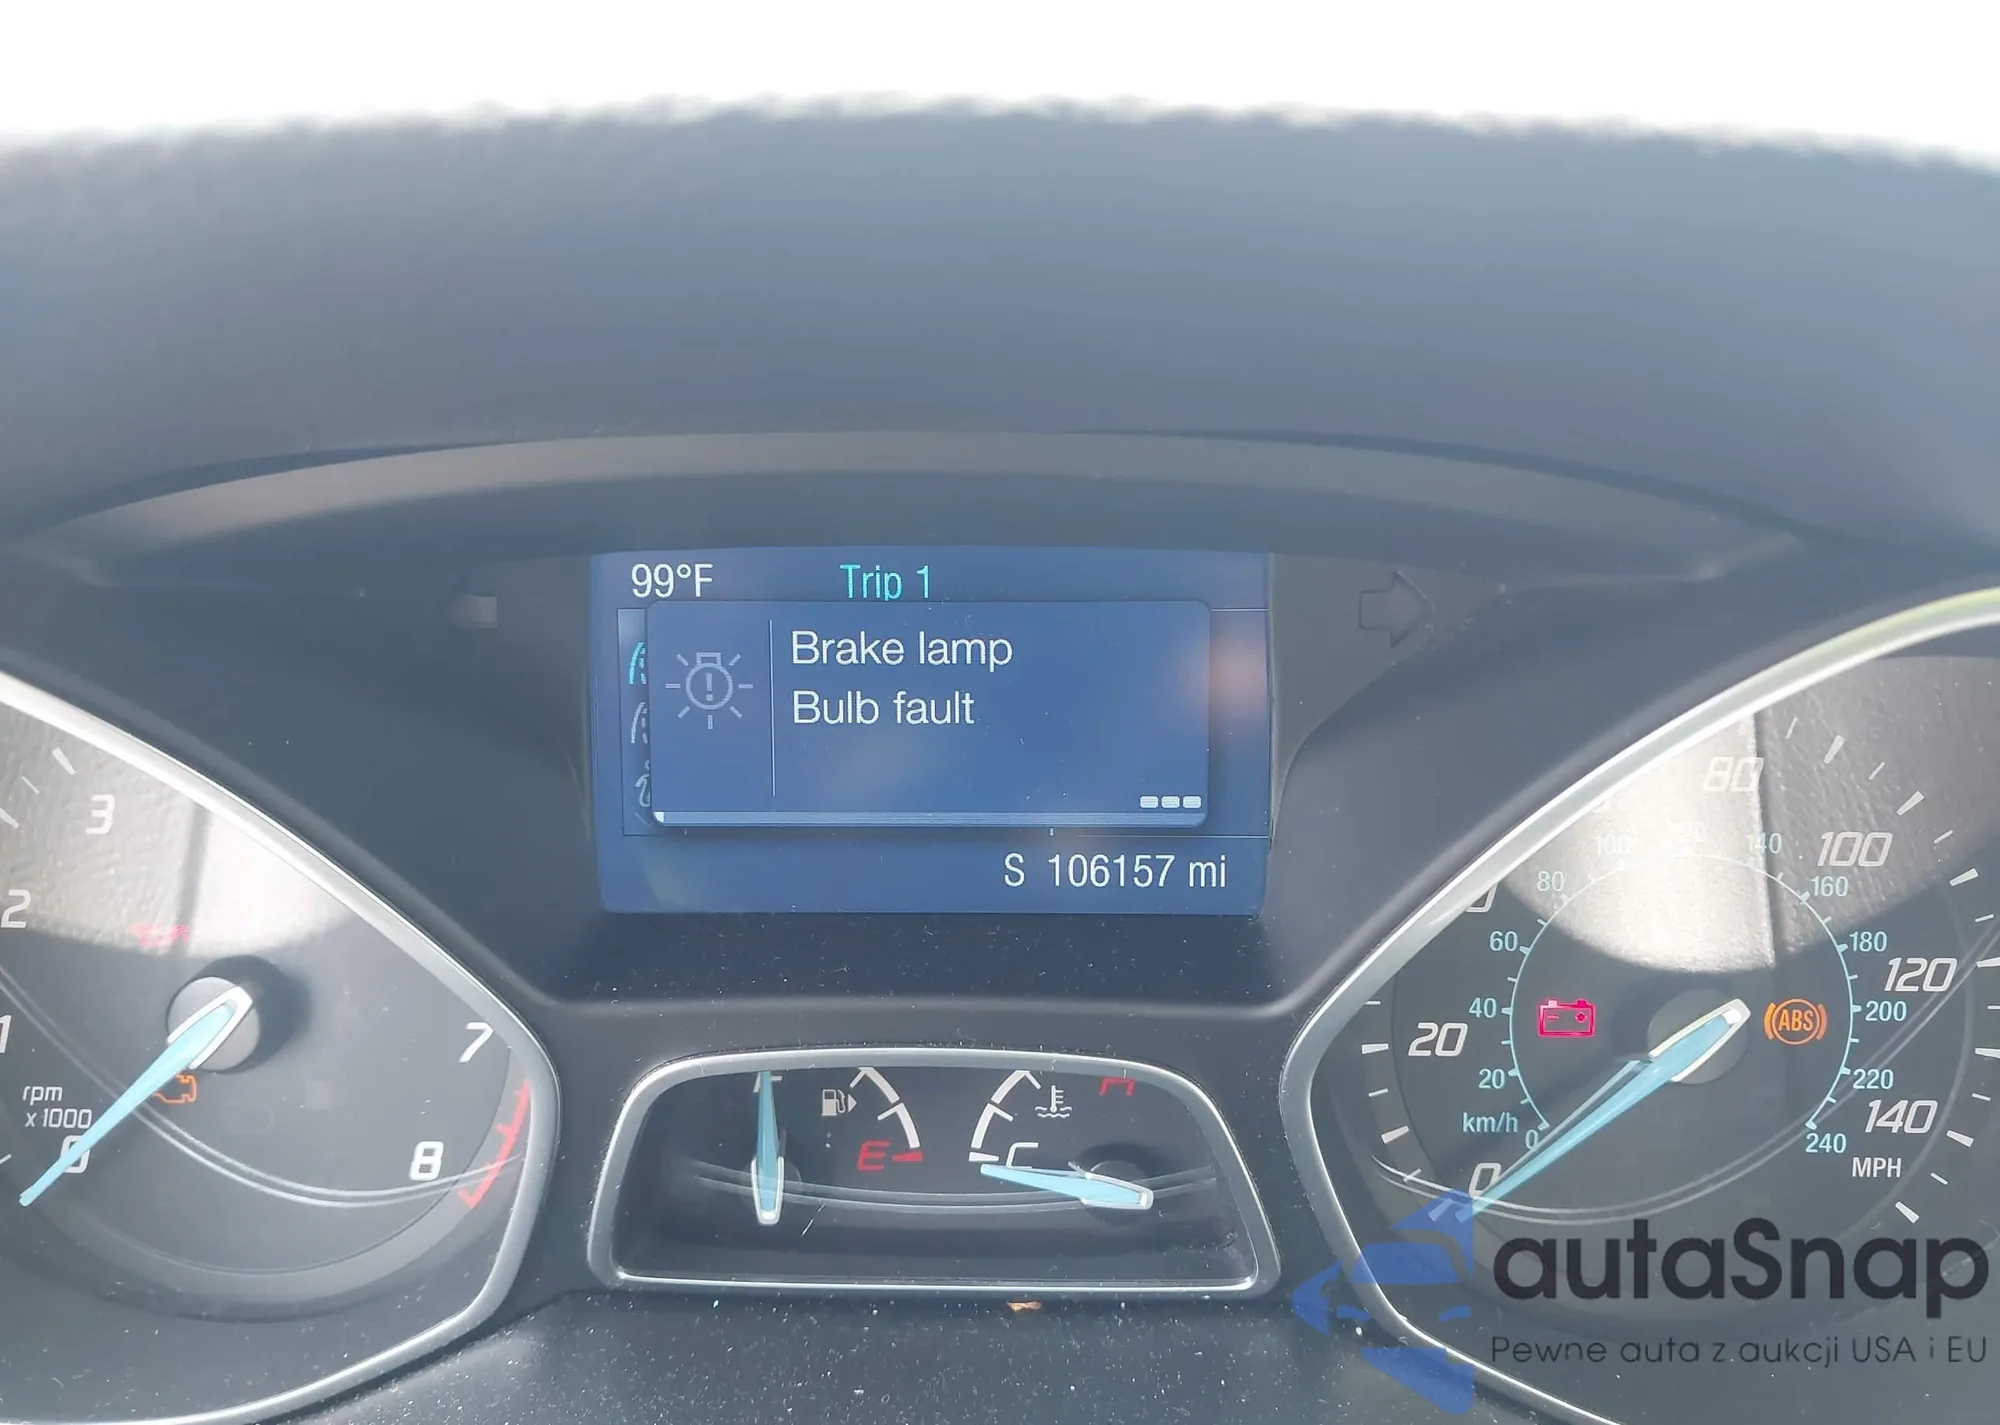 99°F Trip 1
Brake lamp
Bulb fault
S 106157 mi
3
2
1
0
7
8
rpm
x 1000
E
C
0
20
80
100
120
140
MPH
km/h
0
20
40
60
80
100
140
160
180
200
220
240
ABS
autaSnap
Pewne auta z aukcji USA i EU